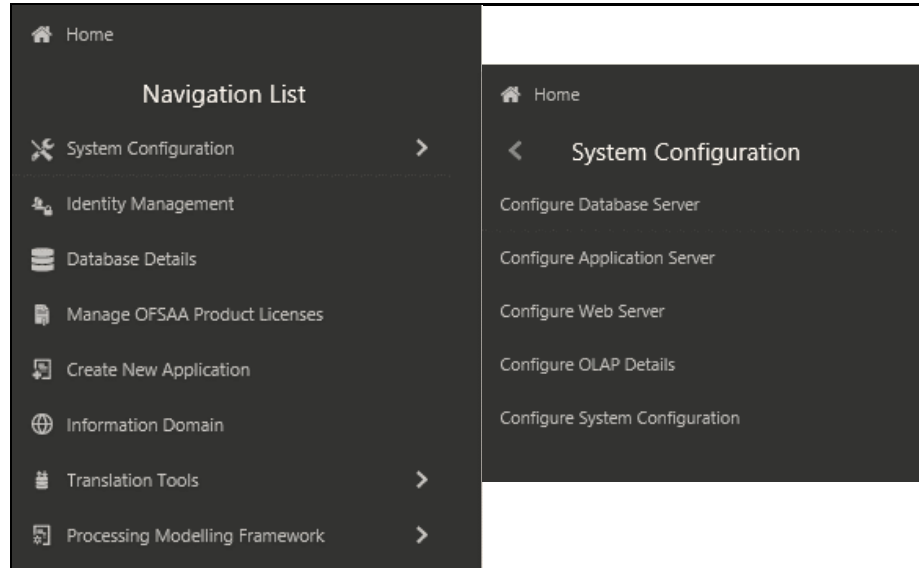 Home
Navigation List
System Configuration
Identity Management
Database Details
Manage OFSAA Product Licenses
Create New Application
Information Domain
Translation Tools
Processing Modelling Framework
Home
System Configuration
Configure Database Server
Configure Application Server
Configure Web Server
Configure OLAP Details
Configure System Configuration